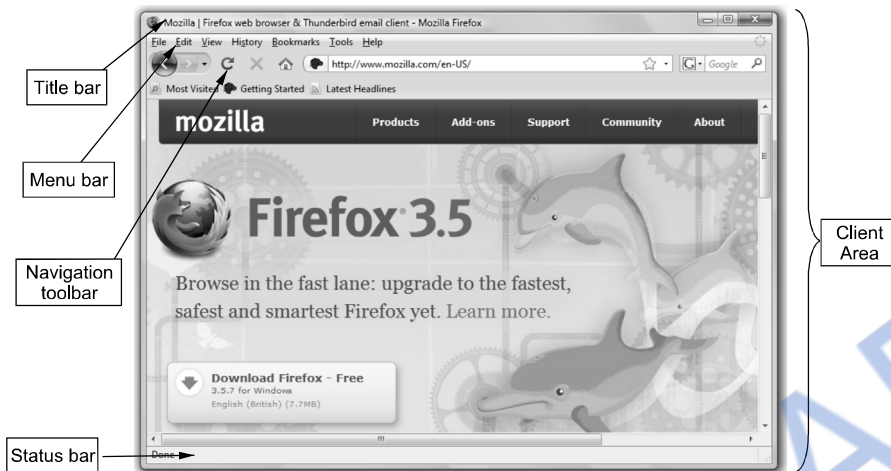 Mozilla | Firefox web browser & Thunderbird email client - Mozilla Firefox
File Edit View History Bookmarks Tools Help
http://www.mozilla.com/en-US/ G Google
Most Visited Getting Started Latest Headlines
Title bar
mozilla Products Add-ons Support Community About
Menu bar
Firefox® 3.5
Client
Area
Navigation
toolbar
Browse in the fast lane: upgrade to the fastest,
safest and smartest Firefox yet. Learn more.
Download Firefox - Free
3.5.7 for Windows
English (British) (7.7MB)
Status bar
Done